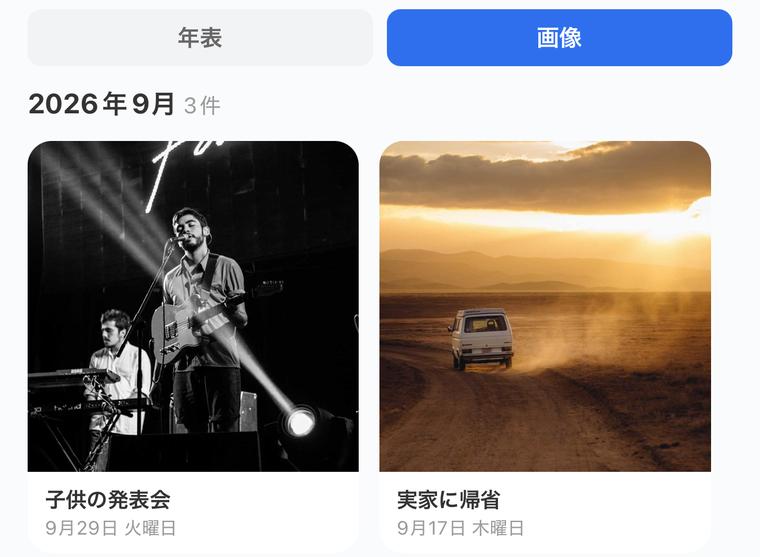 年表
画像
2026年9月 3件
子供の発表会
9月29日 火曜日
実家に帰省
9月17日 木曜日